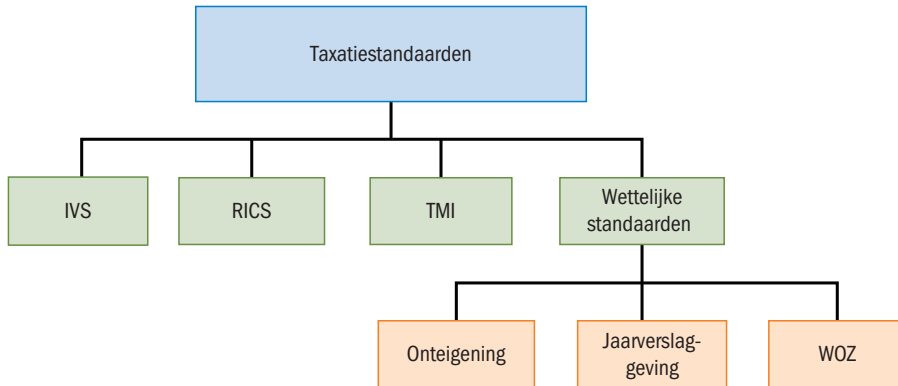 Taxatiestandaarden
IVS
RICS
TMI
Wettelijke
standaarden
Onteigening
Jaarverslag-
geving
WOZ